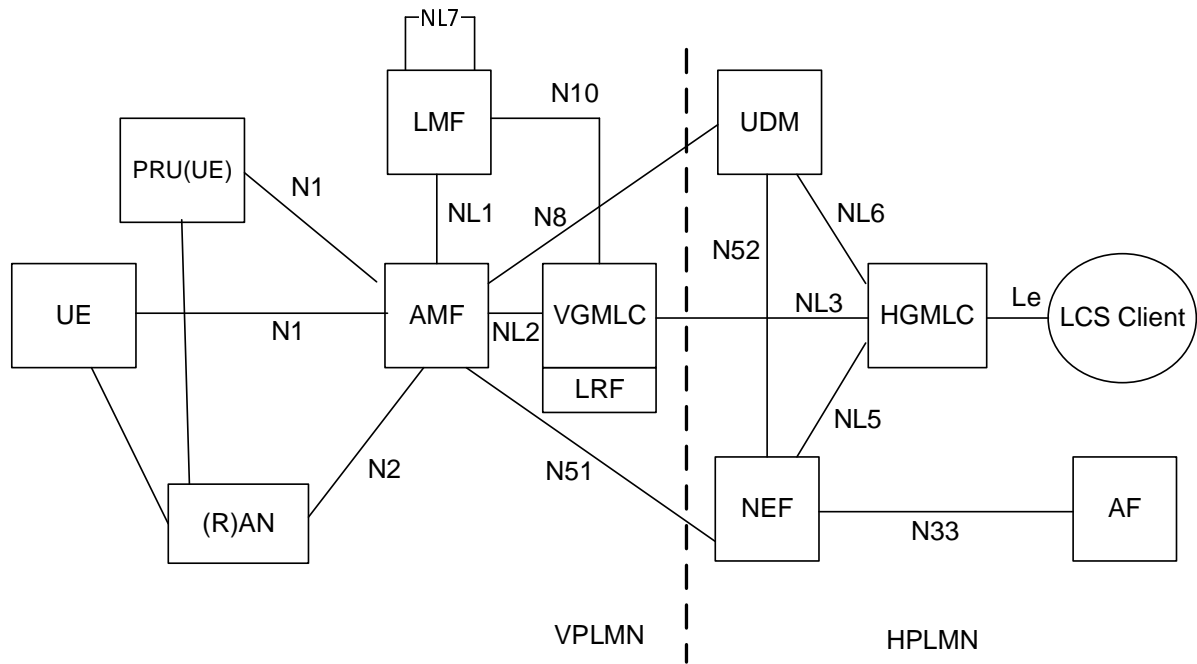 NL7
N10
LMF
UDM
PRU(UE)
N1
NL1
N8
NL6
N52
UE
N1
AMF
NL2
VGMLC
NL3
HGMLC
Le
LCS Client
LRF
NL5
N2
N51
(R)AN
NEF
N33
AF
VPLMN
HPLMN